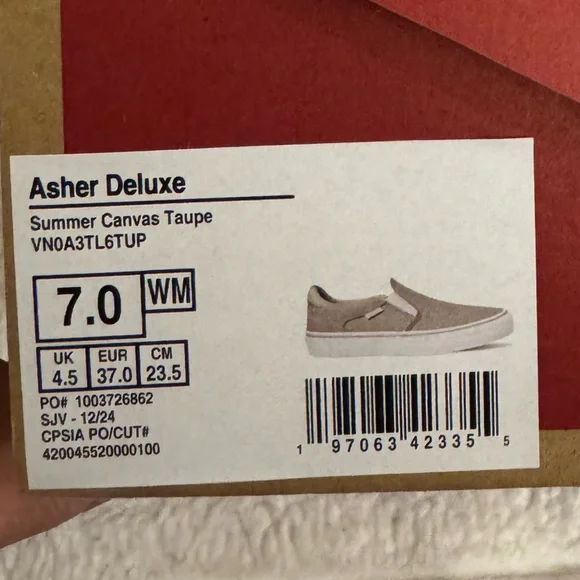 Asher Deluxe
Summer Canvas Taupe
VN0A3TL6TUP
7.0 WM
UK EUR CM
4.5 37.0 23.5
PO# 1003726862
SJV - 12/24
CPSIA PO/CUT#
420045520000100
1 97063 42335 5